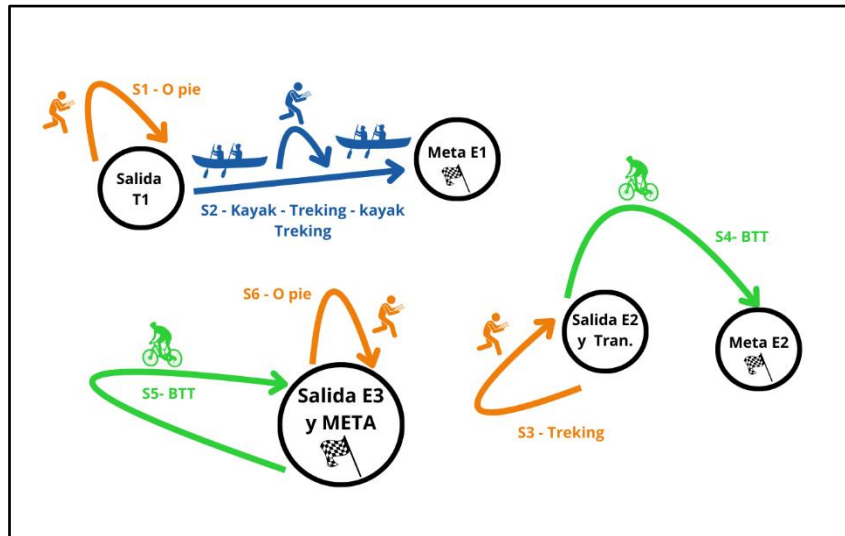 S1 - O pie
Salida
T1
S2 - Kayak - Treking - kayak
Treking
Meta E1
S3 - Treking
Salida E2
y Tran.
S4- BTT
Meta E2
S5- BTT
S6 - O pie
Salida E3
y META